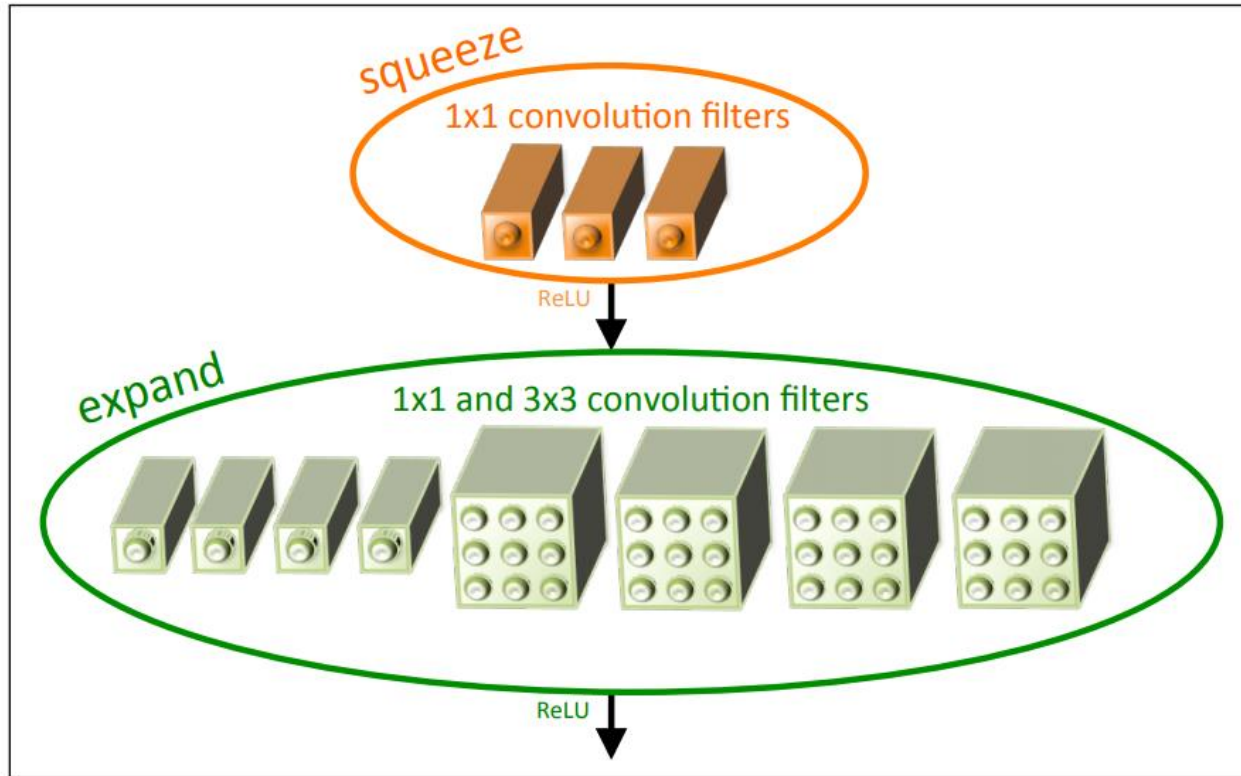 squeeze
1x1 convolution filters
ReLU
expand
1x1 and 3x3 convolution filters
ReLU